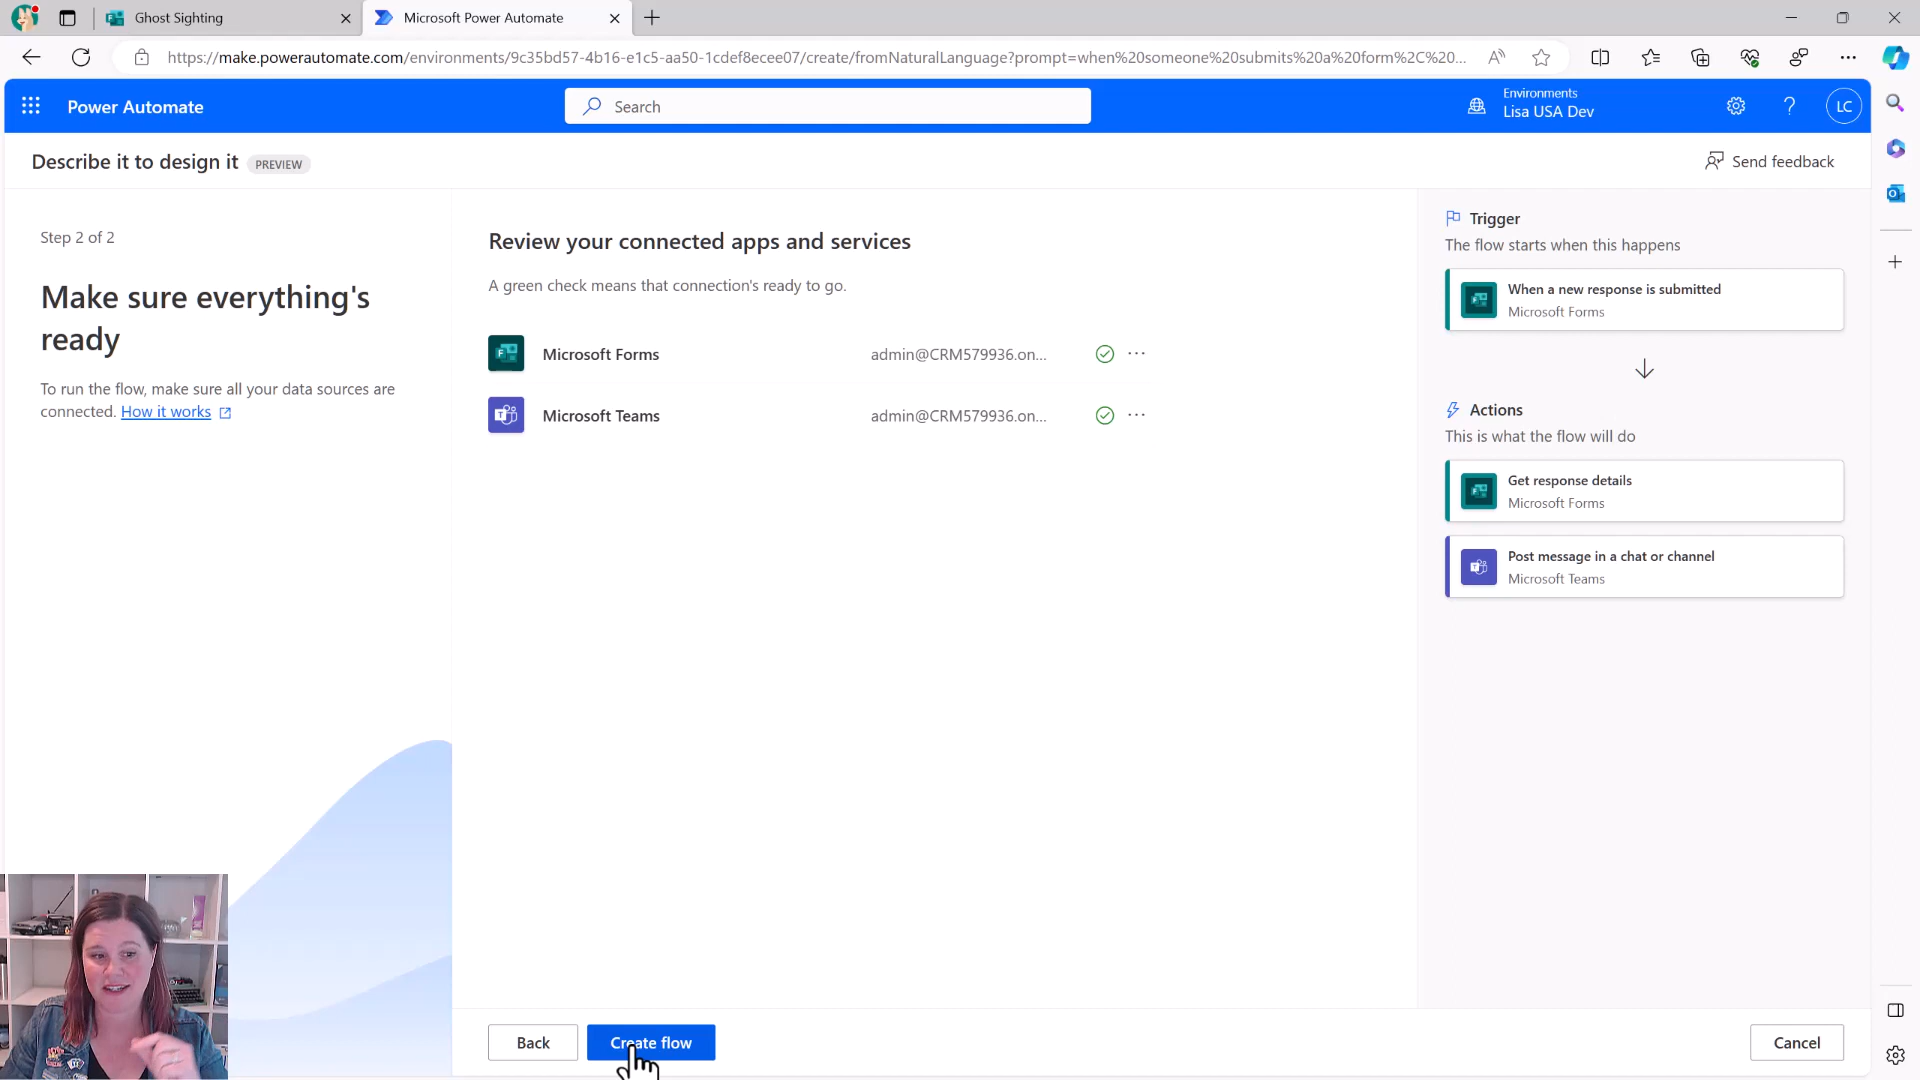 Ghost Sighting
Microsoft Power Automate
https://make.powerautomate.com/environments/9c35bd57-4b16-e1c5-aa50-1cdef8ecee07/create/fromNaturalLanguage?prompt=when%20someone%20submits%20a%20form%2C%20...
Power Automate
Search
Environments
Lisa USA Dev
LC
Describe it to design it
PREVIEW
Send feedback
Step 2 of 2
Make sure everything's
ready
To run the flow, make sure all your data sources are
connected. How it works
Review your connected apps and services
A green check means that connection's ready to go.
Microsoft Forms
admin@CRM579936.on...
Microsoft Teams
admin@CRM579936.on...
Trigger
The flow starts when this happens
When a new response is submitted
Microsoft Forms
Actions
This is what the flow will do
Get response details
Microsoft Forms
Post message in a chat or channel
Microsoft Teams
Back
Create flow
Cancel